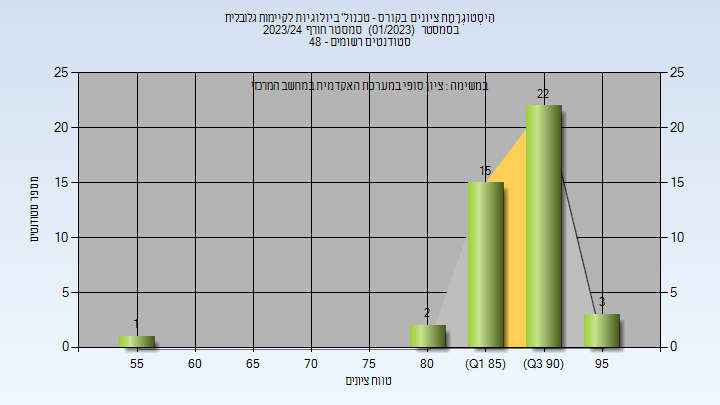 הִיסְטוֹגְרָמַת ציונים בקורס - טכנול' ביולוגיות לקיימות גלובלית
בסמסטר (01/2023) סמסטר חורף 2023/24
סטודנטים רשומים - 48
במשימה : ציון סופי במערכת האקדמית במחשב המרכזי
25 25
20 20
15 15
10 10
5 5
0 0
1 2 15 22 3
55 60 65 70 75 80 (Q1 85) (Q3 90) 95
טווח ציונים
מספר סטודנטים